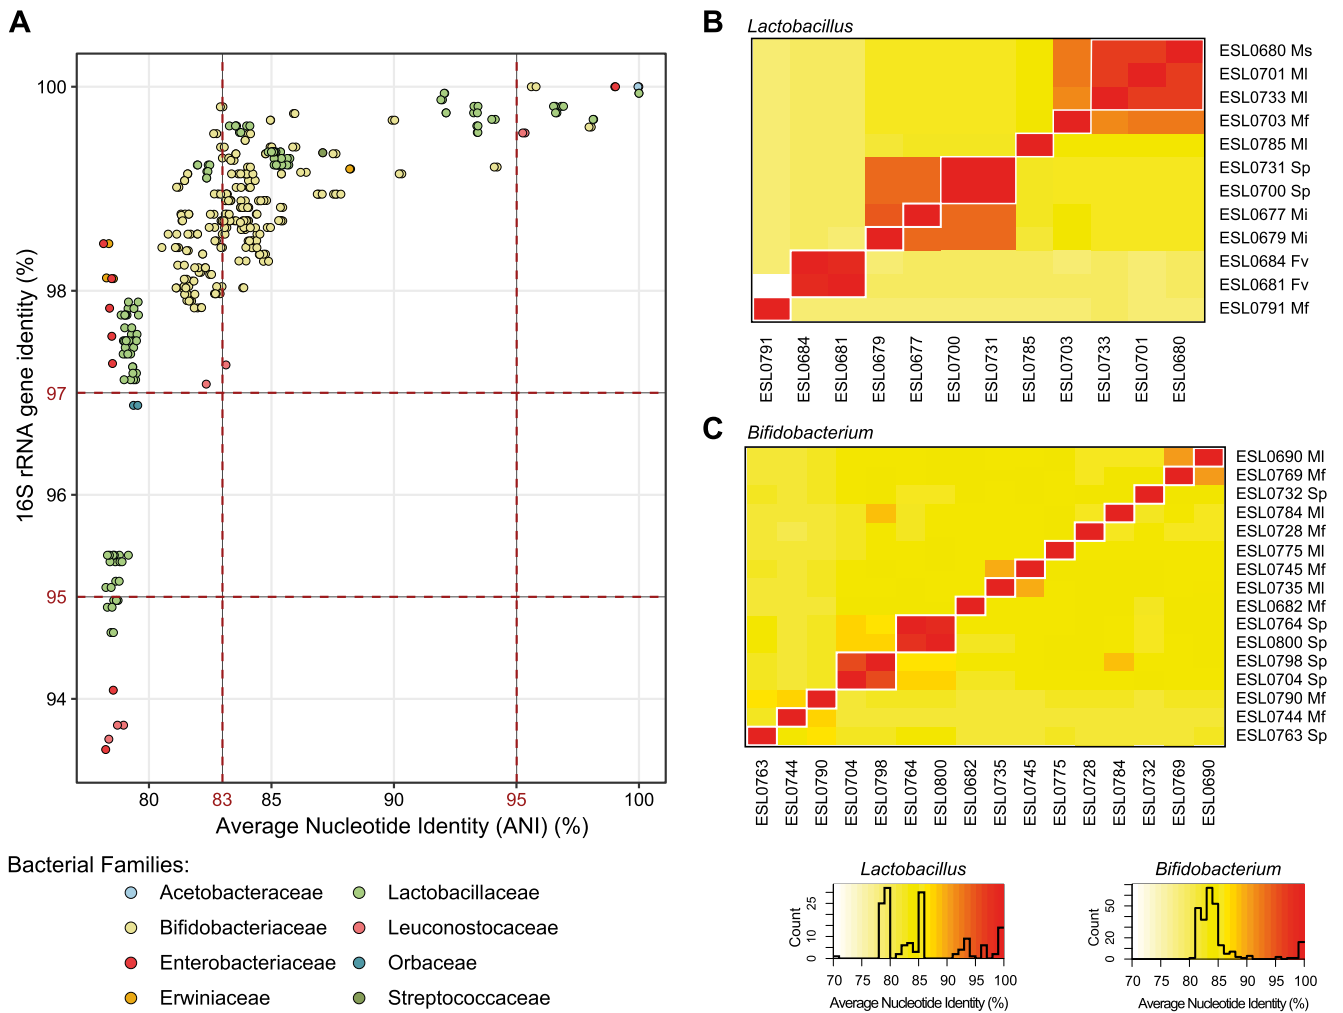 A
100
98
97
96
95
94
16S rRNA gene identity (%)
80
83
85
90
95
100
Average Nucleotide Identity (ANI) (%)
Bacterial Families:
Acetobacteraceae
Bifidobacteriaceae
Enterobacteriaceae
Erwiniaceae
Lactobacillaceae
Leuconostocaceae
Orbaceae
Streptococcaceae
B
Lactobacillus
ESL0680 Ms
ESL0701 Ml
ESL0733 Ml
ESL0703 Mf
ESL0785 Ml
ESL0731 Sp
ESL0700 Sp
ESL0677 Mi
ESL0679 Mi
ESL0684 Fv
ESL0681 Fv
ESL0791 Mf
ESL0791
ESL0684
ESL0681
ESL0679
ESL0677
ESL0700
ESL0731
ESL0785
ESL0703
ESL0733
ESL0701
ESL0680
C
Bifidobacterium
ESL0690 Ml
ESL0769 Mf
ESL0732 Sp
ESL0784 Ml
ESL0728 Mf
ESL0775 Ml
ESL0745 Mf
ESL0735 Ml
ESL0682 Mf
ESL0764 Sp
ESL0800 Sp
ESL0798 Sp
ESL0704 Sp
ESL0790 Mf
ESL0744 Mf
ESL0763 Sp
ESL0763
ESL0744
ESL0790
ESL0704
ESL0798
ESL0764
ESL0800
ESL0682
ESL0735
ESL0745
ESL0775
ESL0728
ESL0784
ESL0732
ESL0769
ESL0690
Lactobacillus
Count
0
10
25
70
75
80
85
90
95
100
Average Nucleotide Identity (%)
Bifidobacterium
Count
0
20
50
70
75
80
85
90
95
100
Average Nucleotide Identity (%)